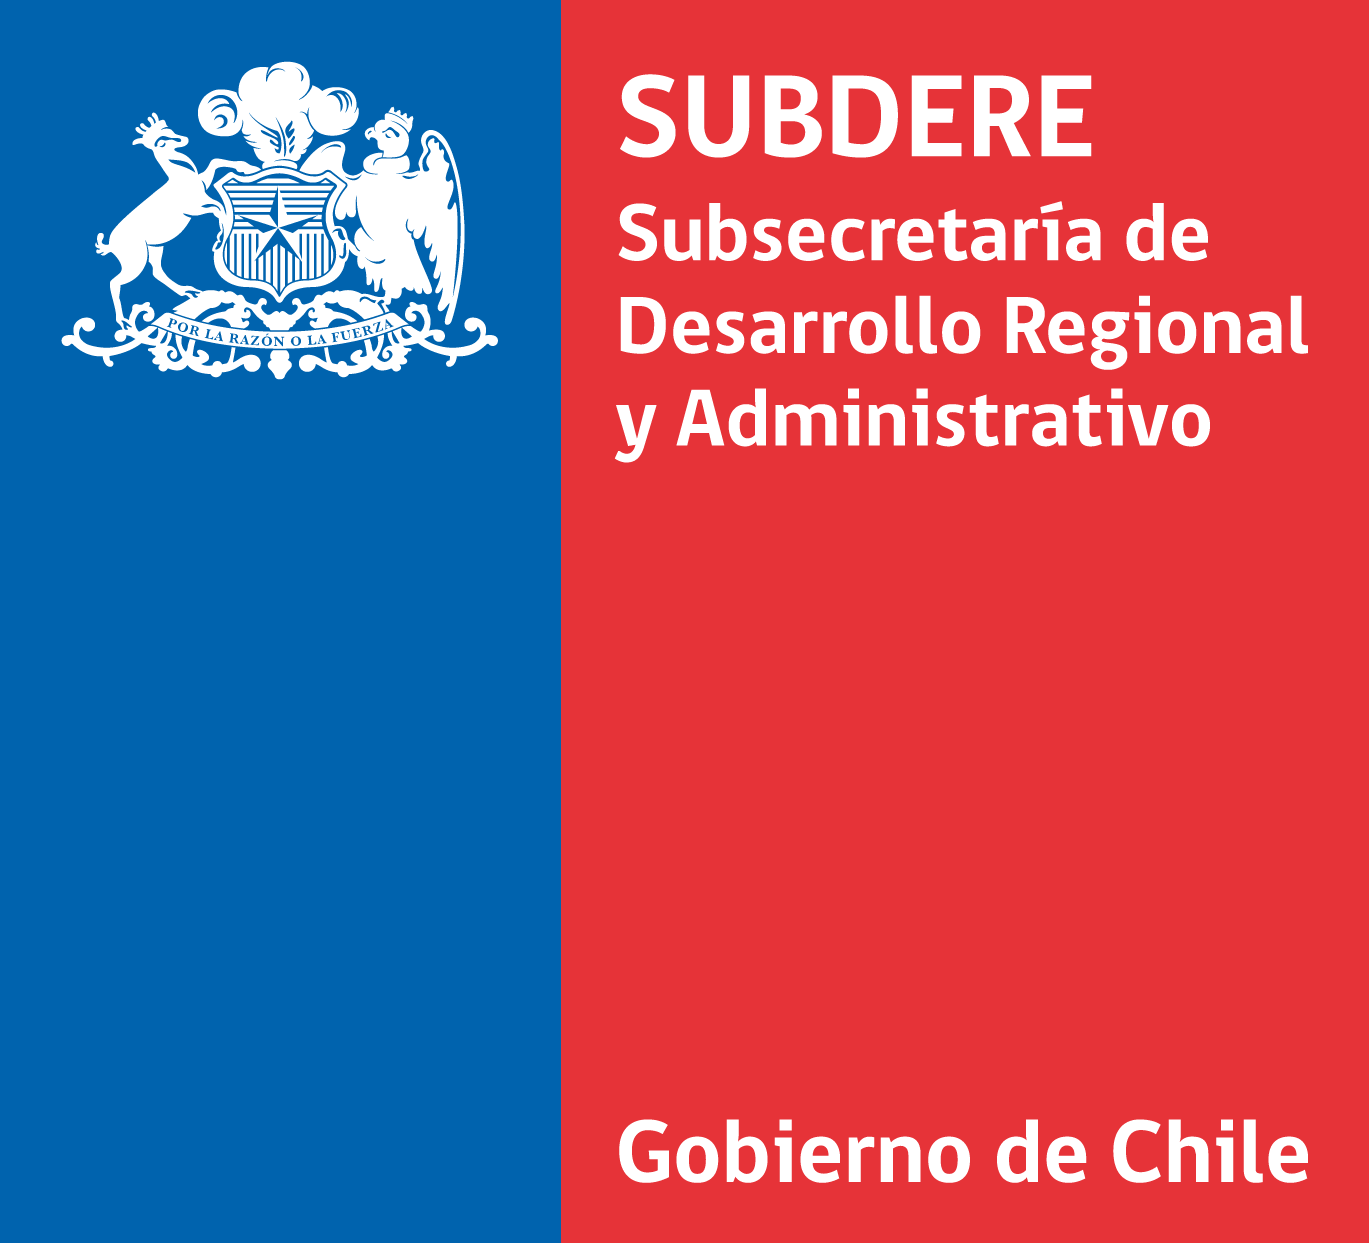 POR LA RAZÓN O LA FUERZA
SUBDERE
Subsecretaría de
Desarrollo Regional
y Administrativo
Gobierno de Chile